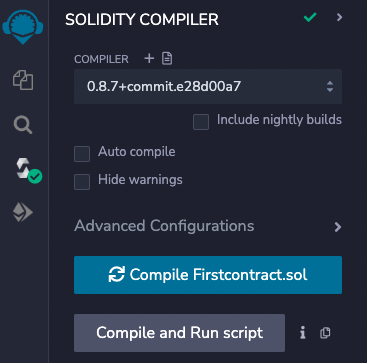 SOLIDITY COMPILER
COMPILER
0.8.7+commit.e28d00a7
Include nightly builds
Auto compile
Hide warnings
Advanced Configurations
Compile Firstcontract.sol
Compile and Run script